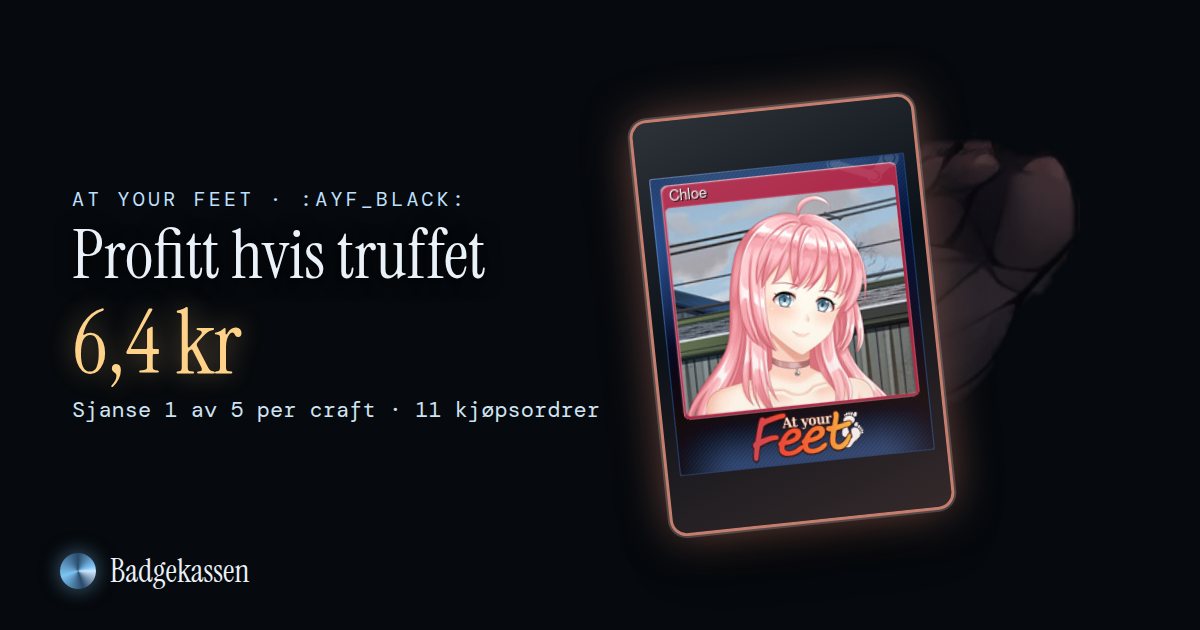 AT YOUR FEET · :AYF_BLACK:
Profitt hvis truffet
6,4 kr
Sjanse 1 av 5 per craft · 11 kjøpsordrer
Chloe
At your
Feet
Badgekassen